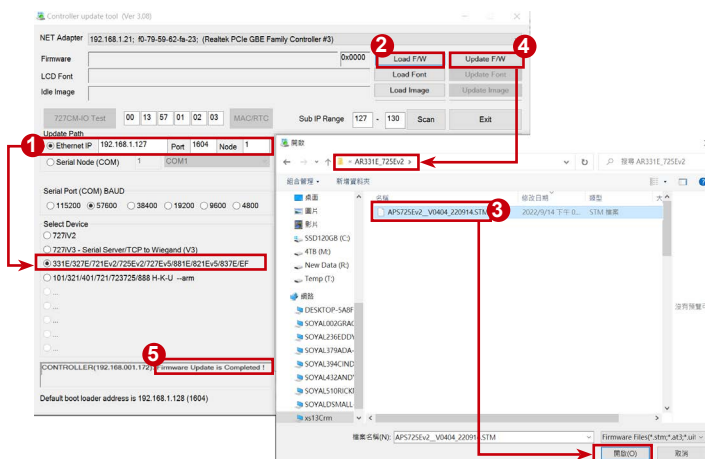 Controller update tool (Ver 3.08)
NET Adapter 192.168.1.21; f0-79-59-62-fa-23; (Realtek PCIe GBE Family Controller #3)
2
4
Firmware 0x0000 Load F/W Update F/W
LCD Font Load Font Update Font
Idle Image Load Image Update Image
727CM-IO Test 00 13 57 01 02 03 MAC/RTC Sub IP Range 127 - 130 Scan Exit
Update Path
1
Ethernet IP 192.168.1.127 Port 1604 Node 1
Serial Node (COM) 1 COM1
Serial Port (COM) BAUD
115200 57600 38400 19200 9600 4800
Select Device
727iV2
727iV3 - Serial Server/TCP to Wiegand (V3)
331E/327E/721Ev2/725Ev2/727Ev5/881E/821Ev5/837E/EF
101/321/401/721/723725/888 H-K-U --arm
...
...
...
...
5
CONTROLLER(192.168.001.172): Firmware Update is Completed !
Default boot loader address is 192.168.1.128 (1604)
開啟
« AR331E_725Ev2 ›
搜尋 AR331E_725Ev2
組合管理 新增資料夾
名稱 修改日期 類型 大
3
APS725Ev2__V0404_220914.STM 2022/9/14 下午 0... STM 檔案
桌面
圖片
影片
SSD120GB (C:)
4TB (M:)
New Data (R:)
Temp (T:)
網路
DESKTOP-5A8F
SOYAL002GRAC
SOYAL236EDDY
SOYAL379ADA-
SOYAL394CIND
SOYAL432AND
SOYAL510RICK
SOYALDSMALL
xs13Crm
沒有預覽
檔案名稱(N): APS725Ev2__V0404_220914.STM Firmware Files(*.stm;*.at3;*.uil
開啟(O) 取消